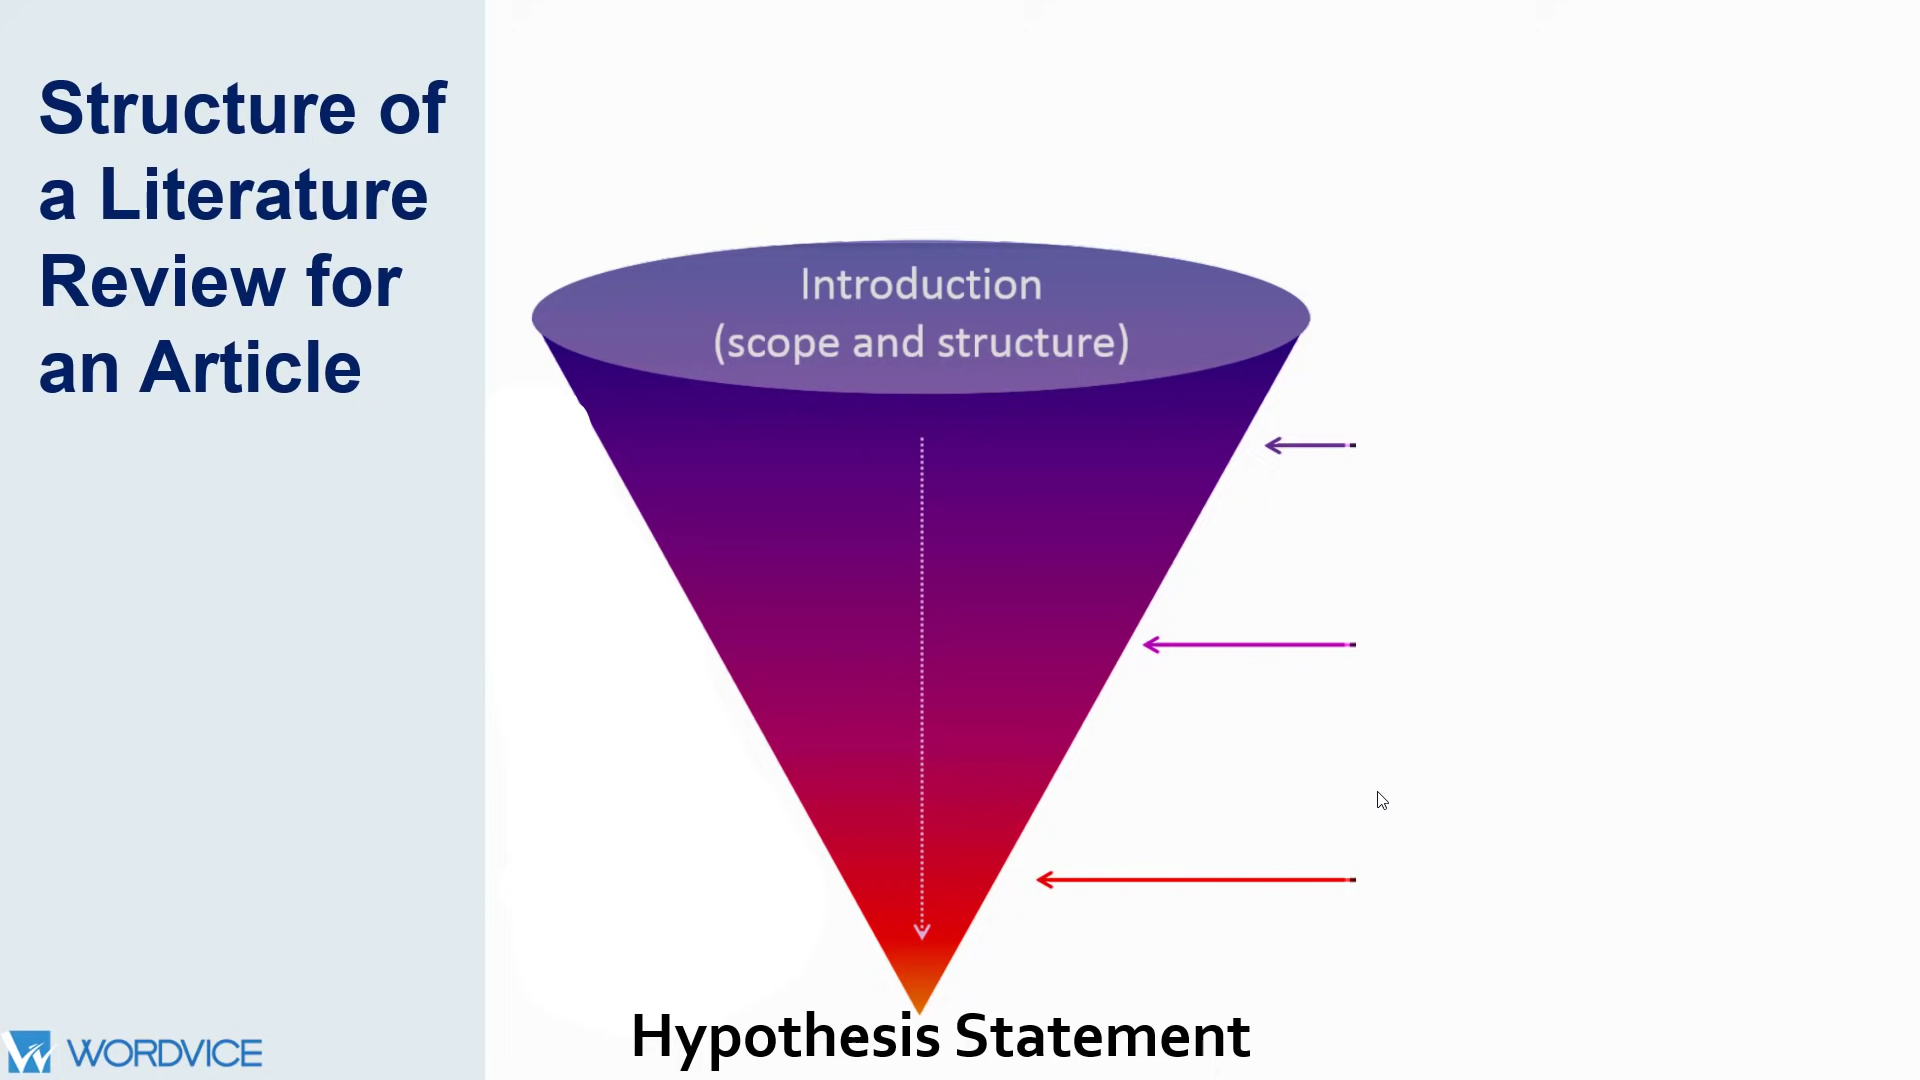 Structure of
a Literature
Review for
an Article
Introduction
(scope and structure)
Hypothesis Statement
WORDVICE